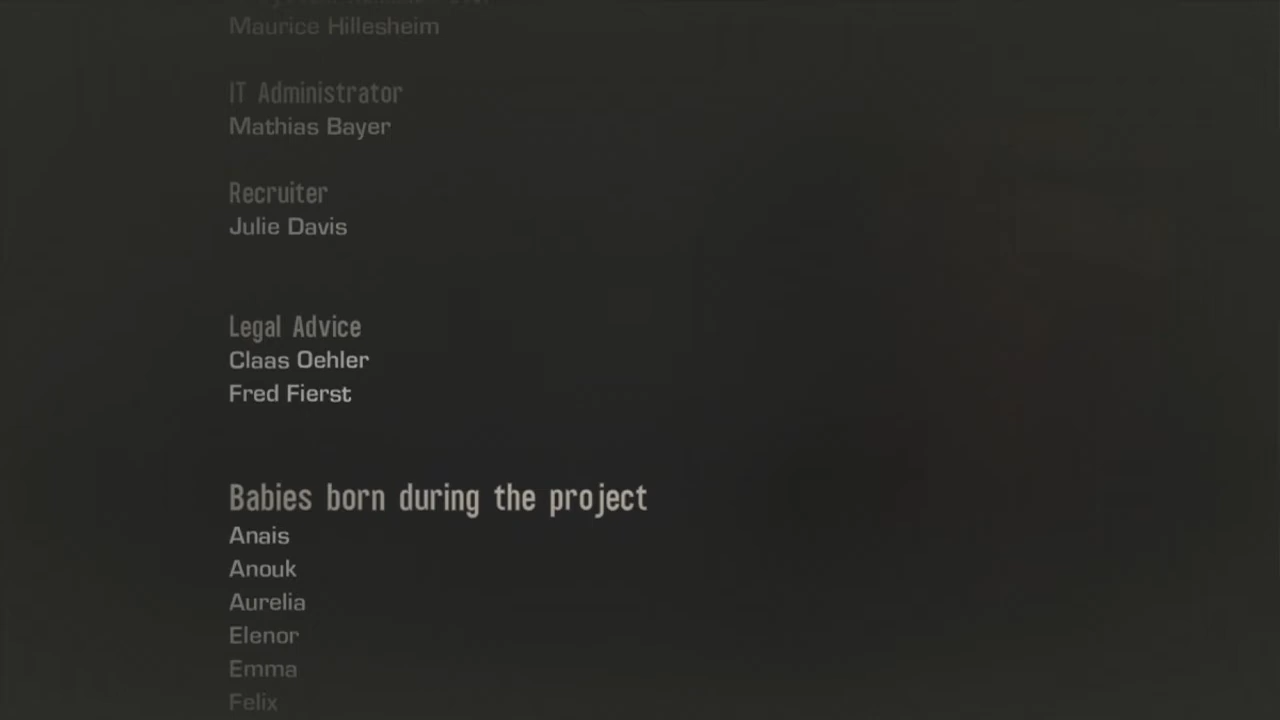 Maurice Hillesheim
IT Administrator
Mathias Bayer
Recruiter
Julie Davis
Legal Advice
Claas Oehler
Fred Fierst
Babies born during the project
Anais
Anouk
Aurelia
Elenor
Emma
Felix